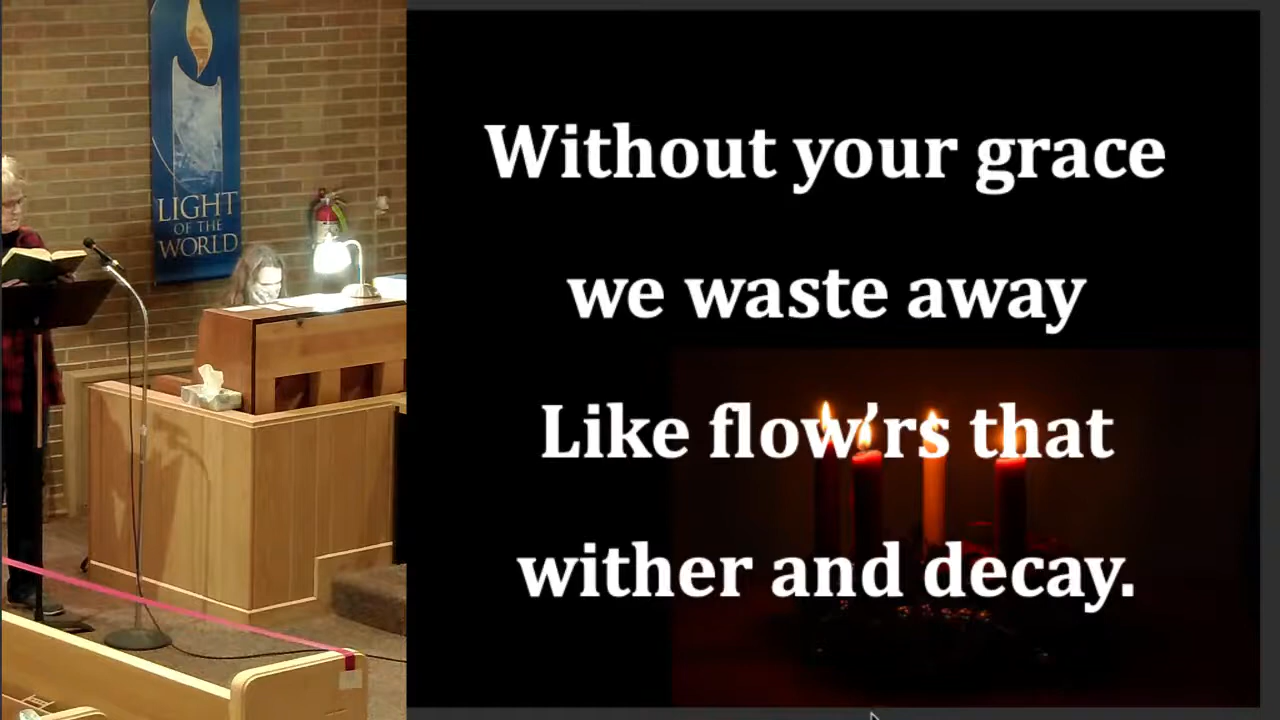 LIGHT
OF THE
WORLD
Without your grace
we waste away
Like flow'rs that
wither and decay.